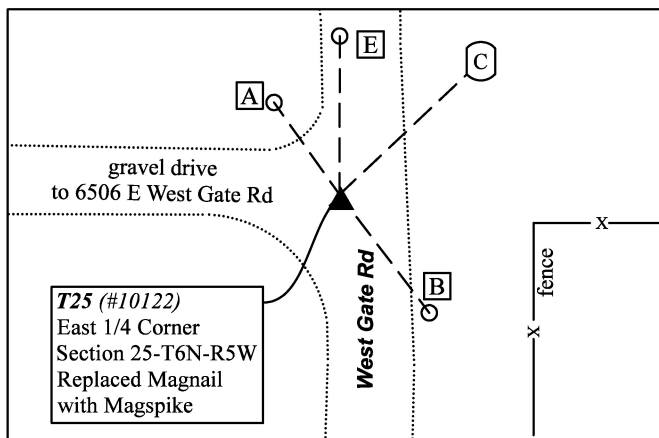 E
C
A
gravel drive
to 6506 E West Gate Rd
x
fence
x
B
West Gate Rd
T25 (#10122)
East 1/4 Corner
Section 25-T6N-R5W
Replaced Magnail
with Magspike